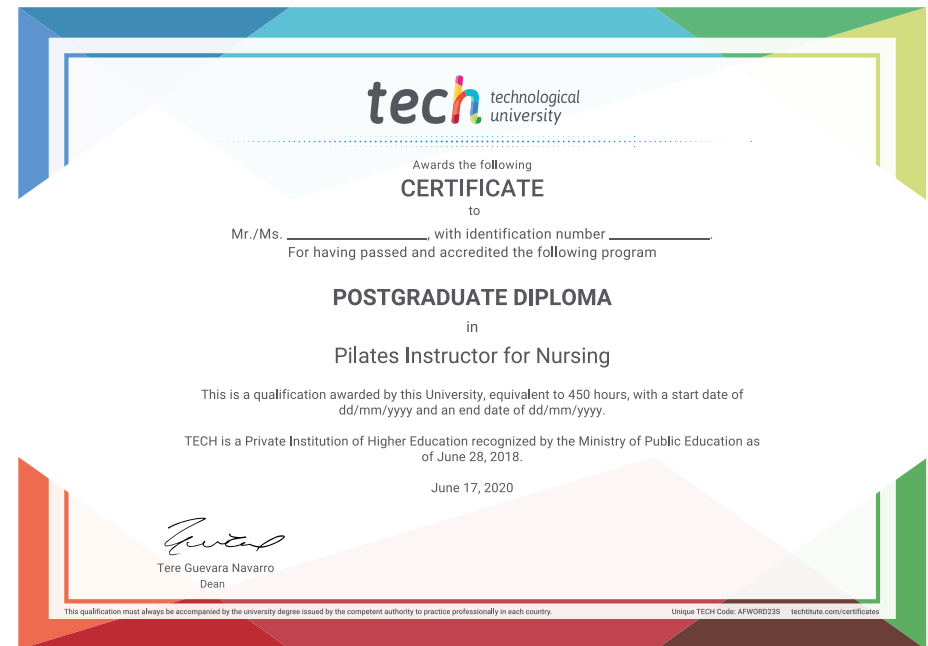 tech technological
university
Awards the following
CERTIFICATE
to
Mr./Ms. ____________________, with identification number ______________.
For having passed and accredited the following program
POSTGRADUATE DIPLOMA
in
Pilates Instructor for Nursing
This is a qualification awarded by this University, equivalent to 450 hours, with a start date of
dd/mm/yyyy and an end date of dd/mm/yyyy.
TECH is a Private Institution of Higher Education recognized by the Ministry of Public Education as
of June 28, 2018.
June 17, 2020
Tere Guevara Navarro
Dean
This qualification must always be accompanied by the university degree issued by the competent authority to practice professionally in each country. Unique TECH Code: AFWORD23S techtitute.com/certificates